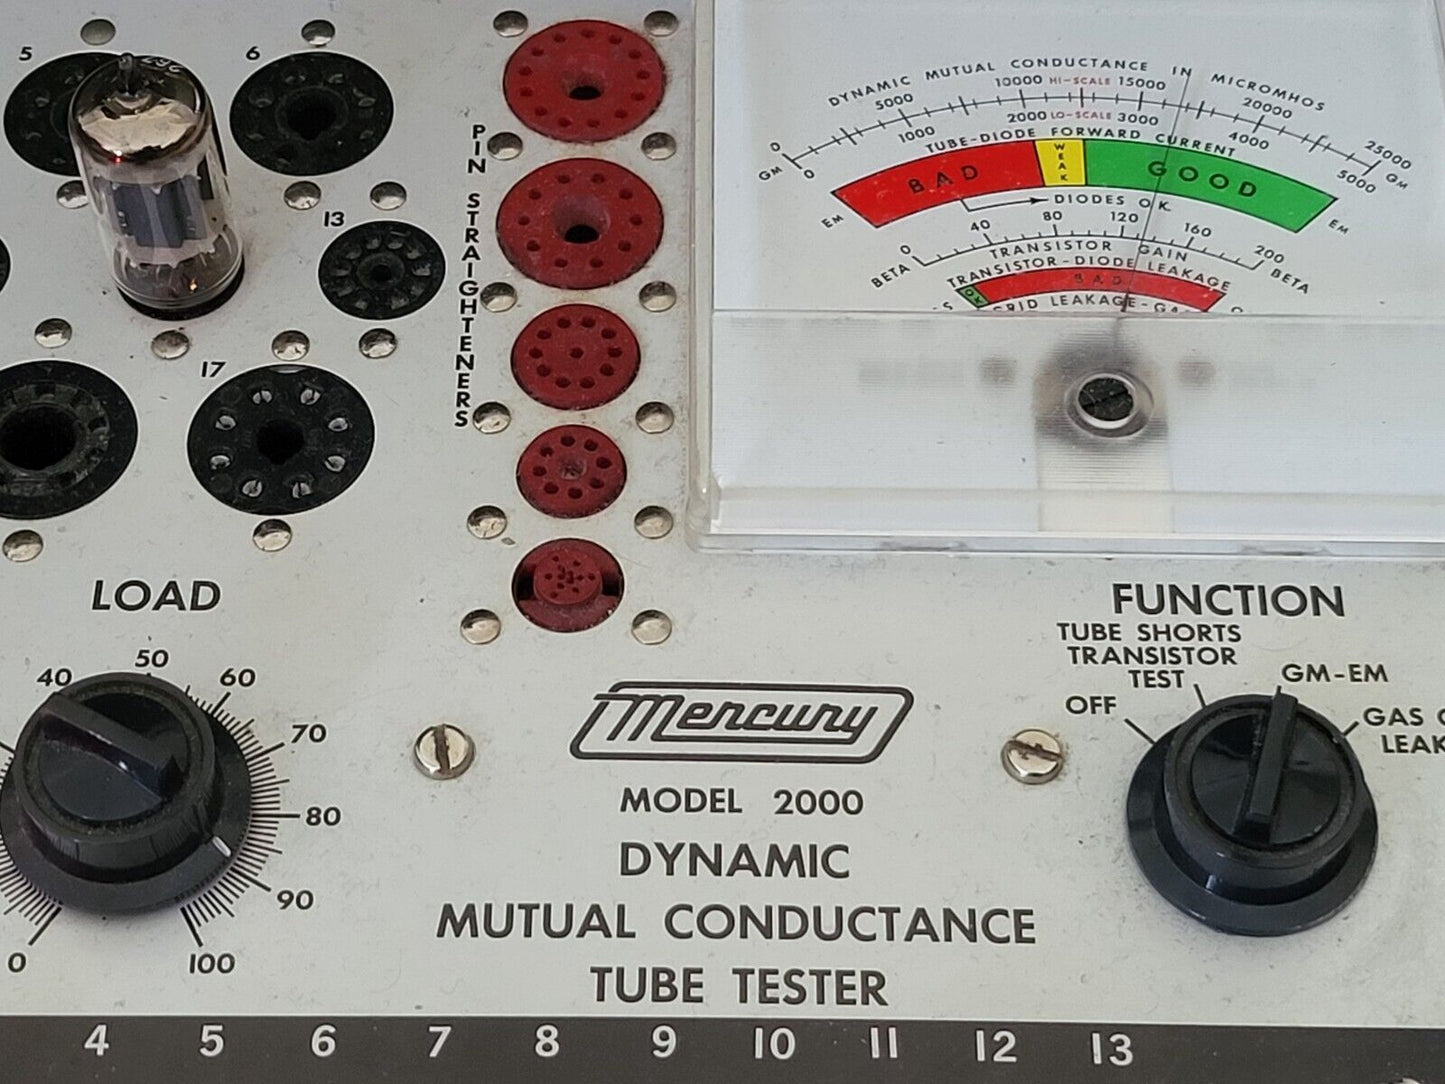 5
6
13
17
PIN STRAIGHTENERS
DYNAMIC MUTUAL CONDUCTANCE IN MICROMHOS
GM 0 5000 10000 HI-SCALE 15000 20000 25000 GM
0 1000 2000 LO-SCALE 3000 4000 5000
TUBE-DIODE FORWARD CURRENT
EM BAD WEAK GOOD EM
DIODES O.K.
BETA 0 40 80 120 160 200 BETA
TRANSISTOR GAIN
TRANSISTOR-DIODE LEAKAGE
OK BAD
LEAKAGE-
LOAD
0
40
50
60
70
80
90
100
FUNCTION
OFF
TUBE SHORTS
TRANSISTOR
TEST
GM-EM
GAS
LEAK
Mercury
MODEL 2000
DYNAMIC
MUTUAL CONDUCTANCE
TUBE TESTER
4 5 6 7 8 9 10 11 12 13